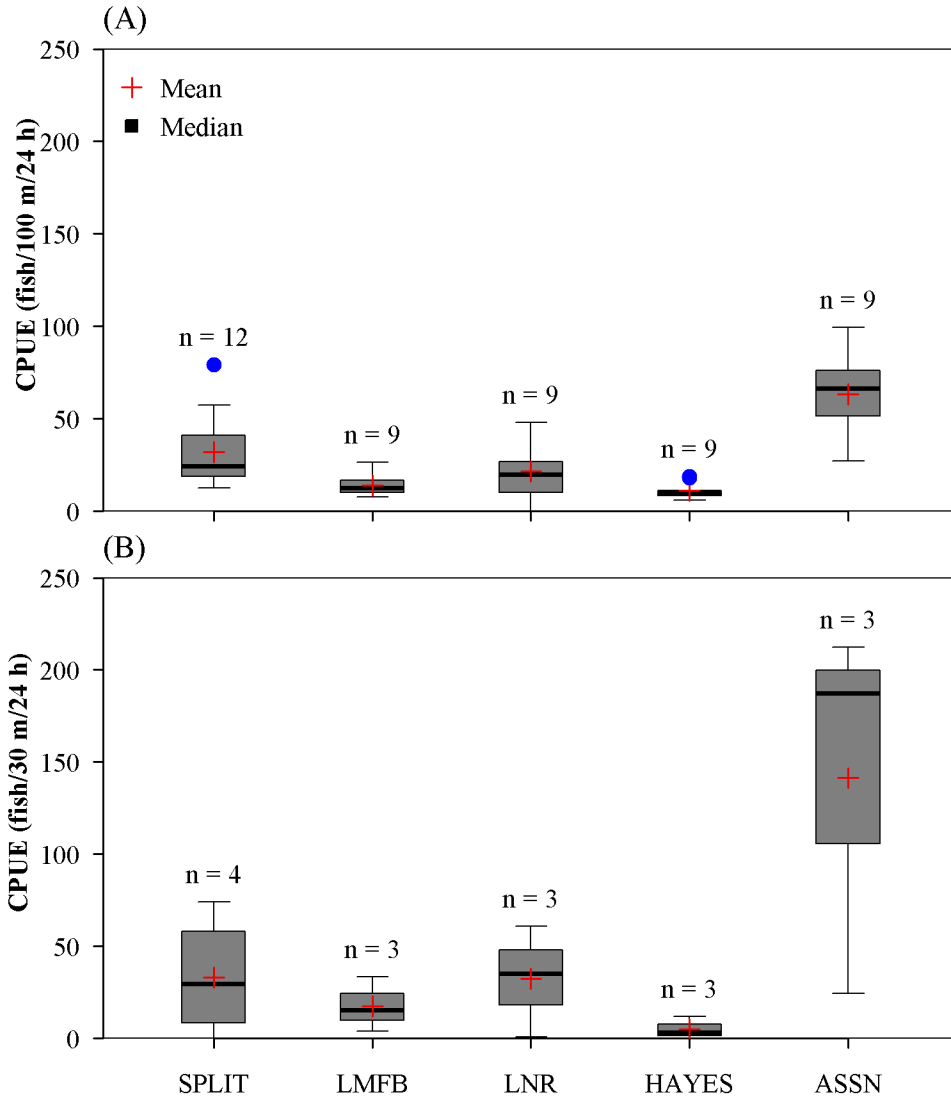 (A)
CPUE (fish/100 m/24 h)
250
200
150
100
50
0
Mean
Median
n = 12
n = 9
n = 9
n = 9
n = 9
(B)
CPUE (fish/30 m/24 h)
250
200
150
100
50
0
n = 4
n = 3
n = 3
n = 3
n = 3
SPLIT LMFB LNR HAYES ASSN